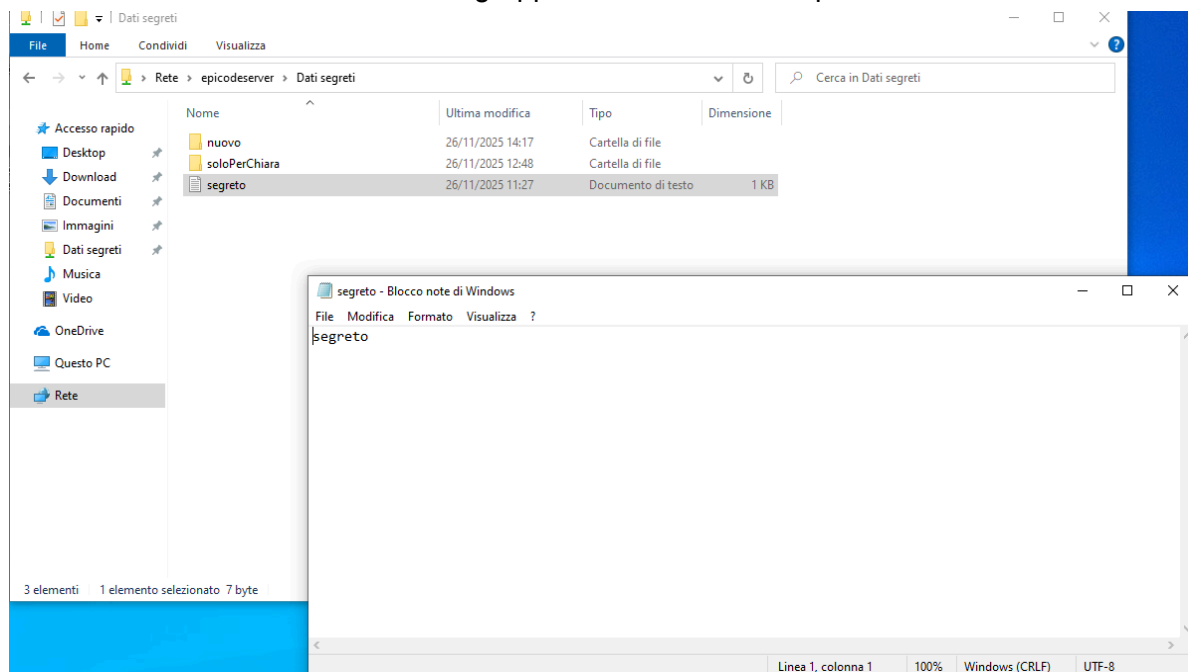 Dati segreti
File Home Condividi Visualizza
Rete > epicodeserver > Dati segreti
Cerca in Dati segreti
Nome Ultima modifica Tipo Dimensione
Accesso rapido
Desktop
Download
Documenti
Immagini
Dati segreti
Musica
Video
OneDrive
Questo PC
Rete
nuovo 26/11/2025 14:17 Cartella di file
soloPerChiara 26/11/2025 12:48 Cartella di file
segreto 26/11/2025 11:27 Documento di testo 1 KB
3 elementi 1 elemento selezionato 7 byte
segreto - Blocco note di Windows
File Modifica Formato Visualizza ?
segreto
Linea 1, colonna 1 100% Windows (CRLF) UTF-8